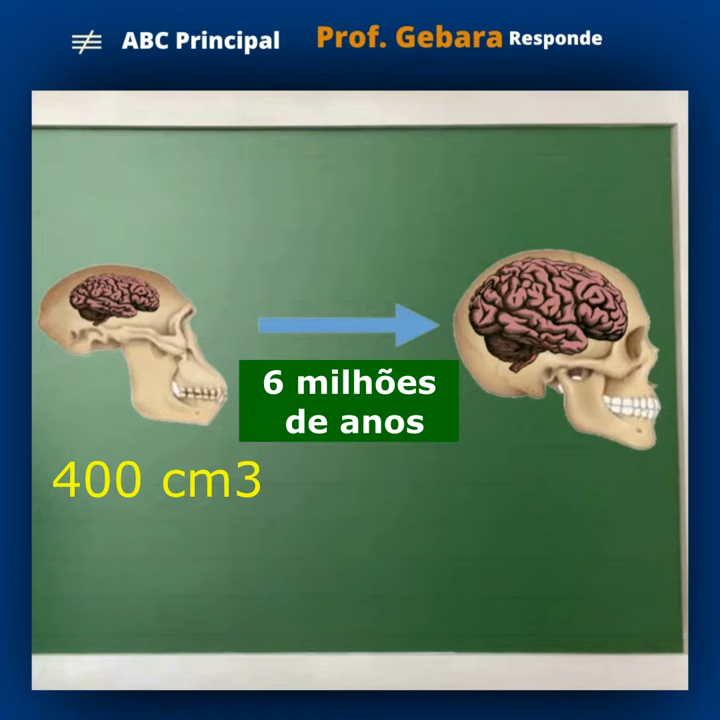 ABC Principal
Prof. Gebara Responde
6 milhões
de anos
400 cm3